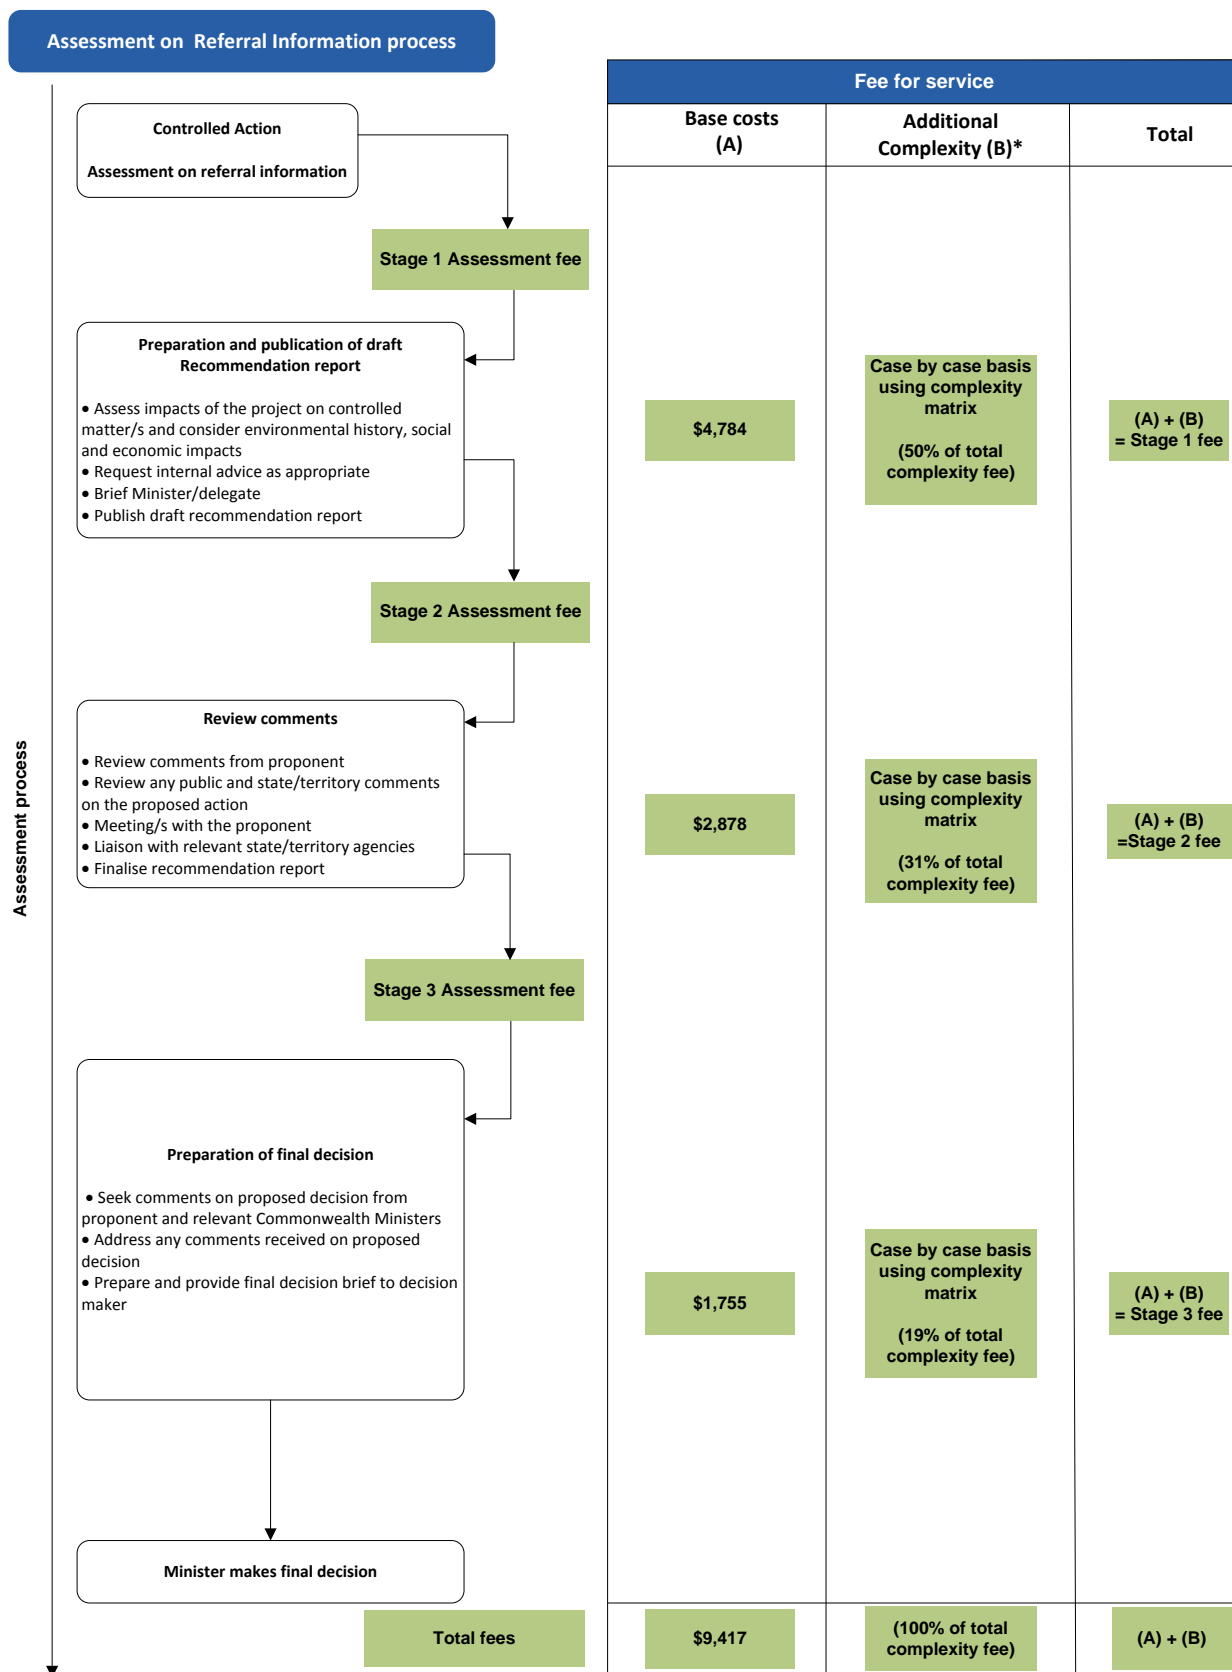 Assessment on  Referral Information process
Fee for service
Base costs
(A)
Additional
Complexity (B)*
Total
Controlled Action
Assessment on referral information
Stage 1 Assessment fee
Preparation and publication of draft
Recommendation report
• Assess impacts of the project on controlled
matter/s and consider environmental history, social
and economic impacts
• Request internal advice as appropriate
• Brief Minister/delegate
• Publish draft recommendation report
$4,784
Case by case basis
using complexity
matrix
(50% of total
complexity fee)
(A) + (B)
= Stage 1 fee
Stage 2 Assessment fee
Review comments
• Review comments from proponent
• Review any public and state/territory comments
on the proposed action
• Meeting/s with the proponent
• Liaison with relevant state/territory agencies
• Finalise recommendation report
$2,878
Case by case basis
using complexity
matrix
(31% of total
complexity fee)
(A) + (B)
=Stage 2 fee
Assessment process
Stage 3 Assessment fee
Preparation of final decision
• Seek comments on proposed decision from
proponent and relevant Commonwealth Ministers
• Address any comments received on proposed
decision
• Prepare and provide final decision brief to decision
maker
$1,755
Case by case basis
using complexity
matrix
(19% of total
complexity fee)
(A) + (B)
= Stage 3 fee
Minister makes final decision
Total fees
$9,417
(100% of total
complexity fee)
(A) + (B)